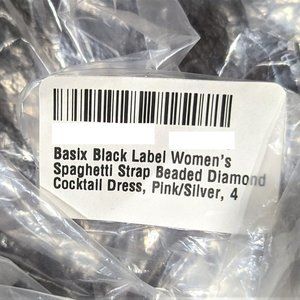 Basix Black Label Women's
Spaghetti Strap Beaded Diamond
Cocktail Dress, Pink/Silver, 4